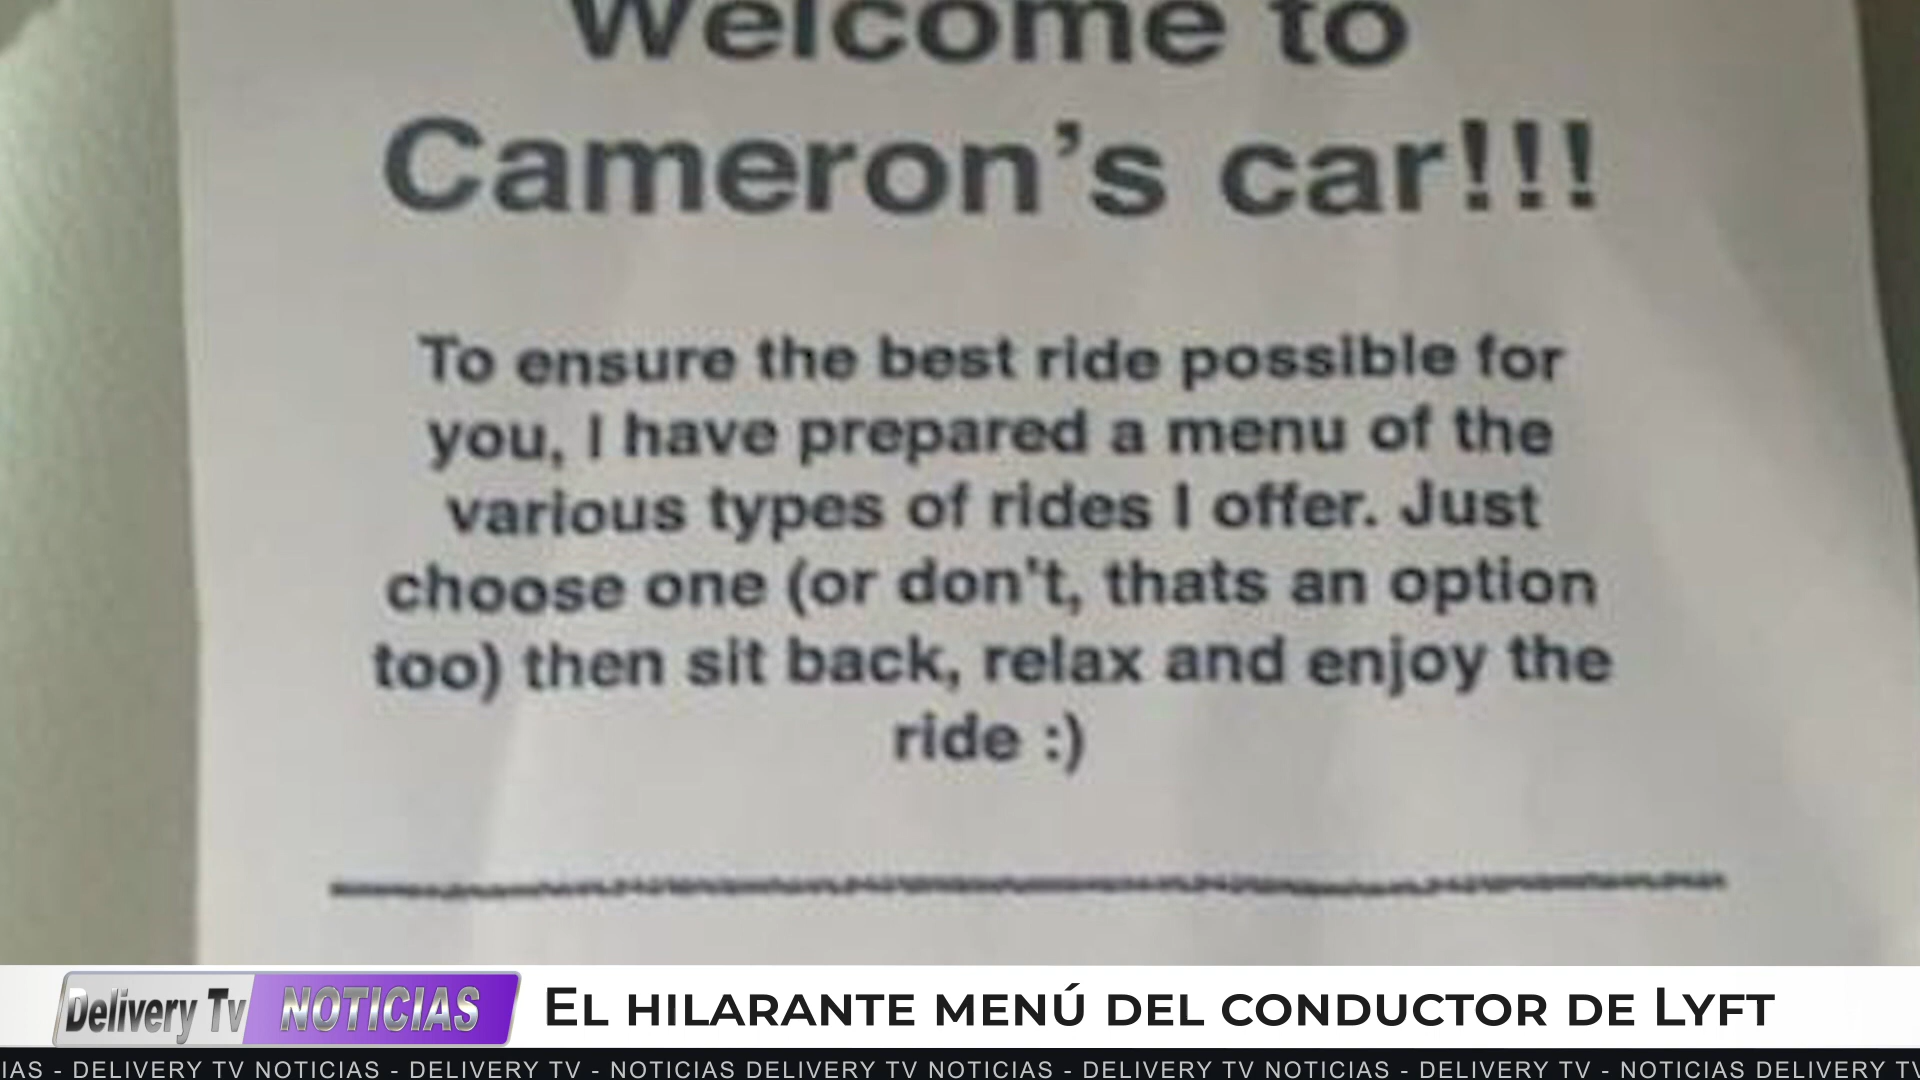 Welcome to
Cameron's car!!!
To ensure the best ride possible for
you, I have prepared a menu of the
various types of rides I offer. Just
choose one (or don't, thats an option
too) then sit back, relax and enjoy the
ride :)
Delivery Tv NOTICIAS El hilarante menú del conductor de Lyft
IAS - DELIVERY TV NOTICIAS - DELIVERY TV - NOTICIAS DELIVERY TV NOTICIAS - DELIVERY TV - NOTICIAS DELIVERY TV